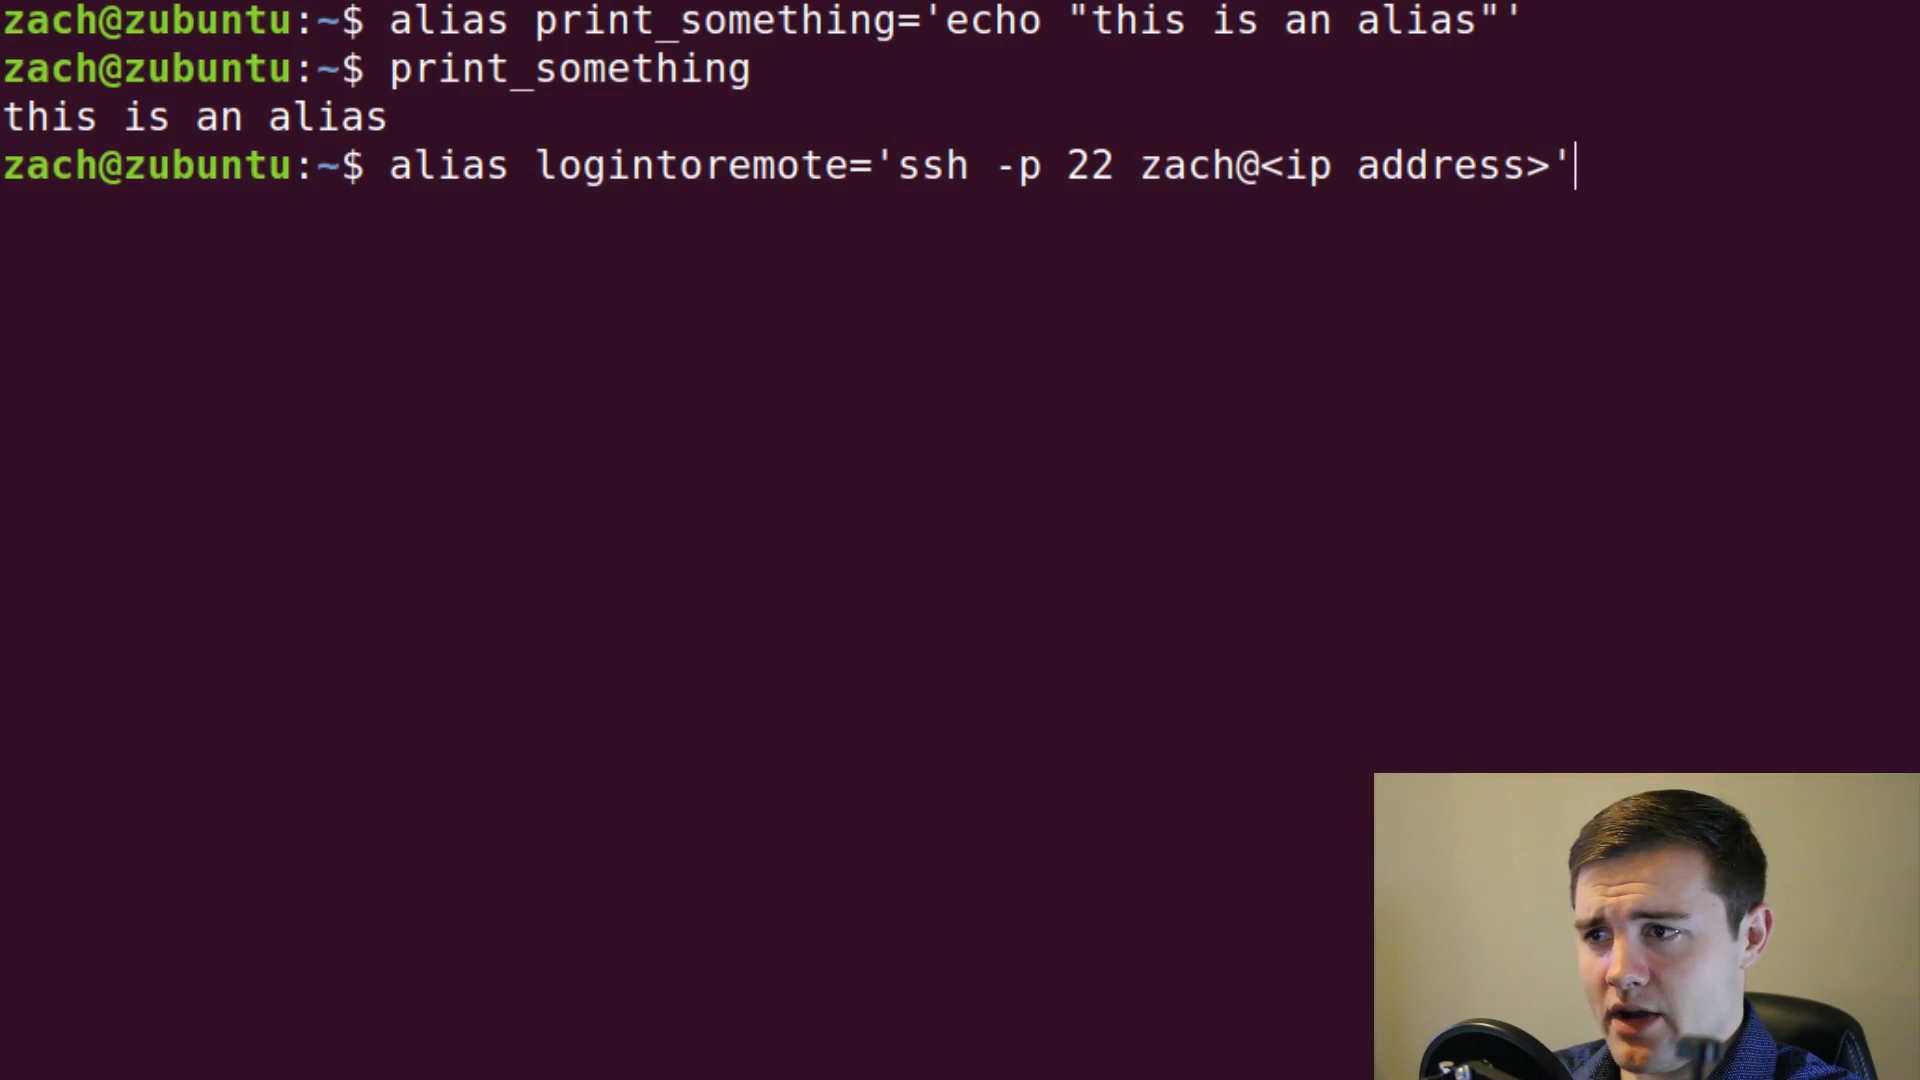 zach@zubuntu:~$ alias print_something='echo "this is an alias"'
zach@zubuntu:~$ print_something
this is an alias
zach@zubuntu:~$ alias logintoremote='ssh -p 22 zach@<ip address>'